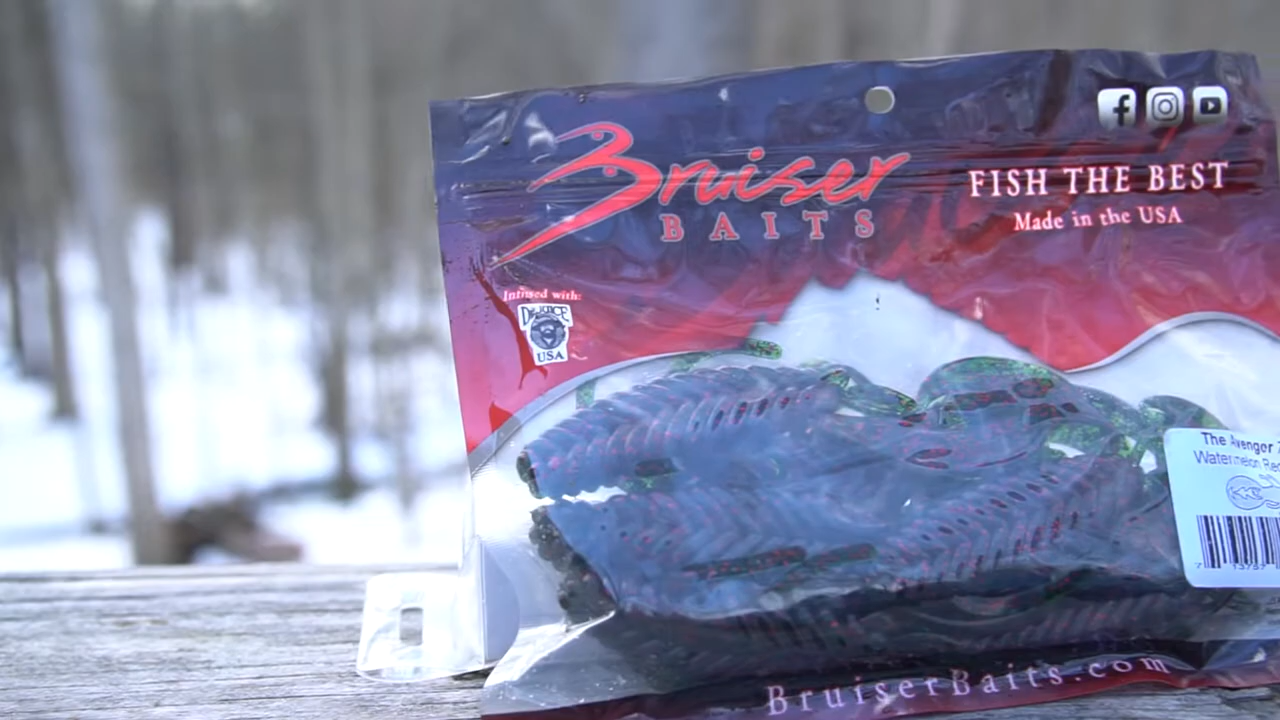 Bruiser
BAITS
FISH THE BEST
Made in the USA
Infused with:
USA
The Avenger
Watermelon Red
BruiserBaits.com